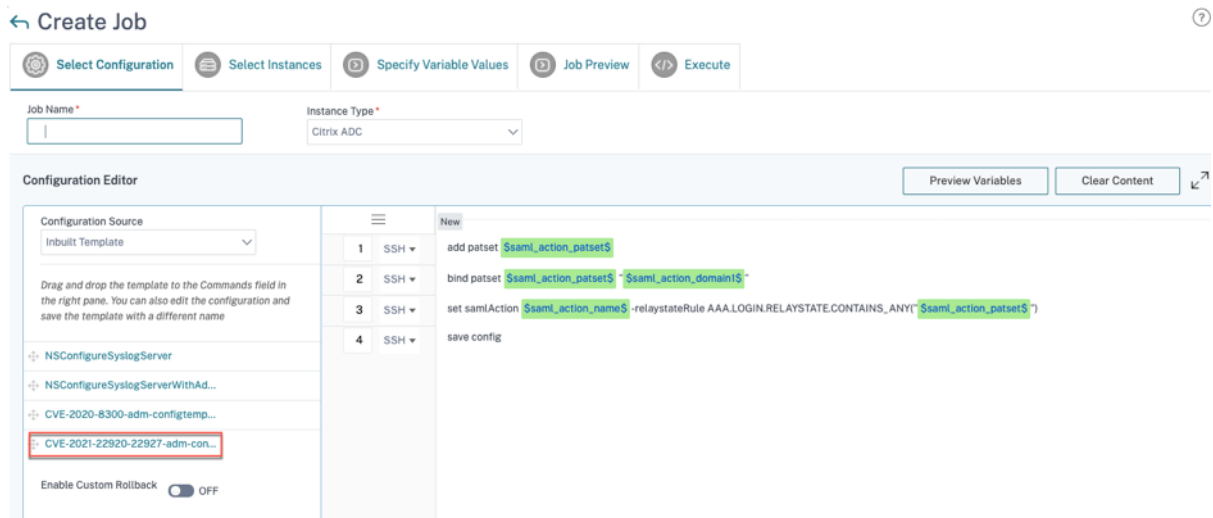 Create Job
?
Select Configuration
Select Instances
Specify Variable Values
Job Preview
Execute
Job Name*
Instance Type*
Citrix ADC
Configuration Editor
Preview Variables
Clear Content
Configuration Source
Inbuilt Template
Drag and drop the template to the Commands field in
the right pane. You can also edit the configuration and
save the template with a different name
NSConfigureSyslogServer
NSConfigureSyslogServerWithAd...
CVE-2020-8300-adm-configtemp...
CVE-2021-22920-22927-adm-con...
Enable Custom Rollback OFF
New
1 SSH add patset $saml_action_patset$
2 SSH bind patset $saml_action_patset$ "$saml_action_domain1$"
3 SSH set samlAction $saml_action_name$ -relaystateRule AAA.LOGIN.RELAYSTATE.CONTAINS_ANY("$saml_action_patset$")
4 SSH save config